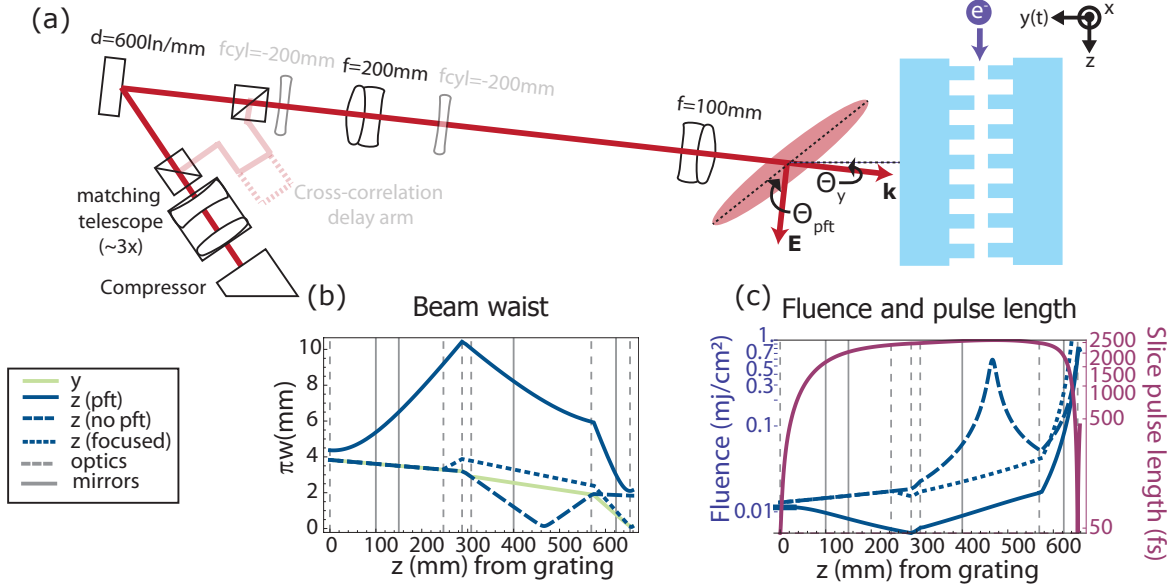 (a)
d=600ln/mm
fcyl=-200mm
f=200mm
fcyl=-200mm
f=100mm
e-
y(t)
x
z
Cross-correlation
delay arm
matching
telescope
(~3x)
Compressor
Θy
k
Θpft
E
(b)
Beam waist
πw(mm)
10
8
6
4
2
0
0 100 200 300 400 500 600
z (mm) from grating
y
z (pft)
z (no pft)
z (focused)
optics
mirrors
(c)
Fluence and pulse length
Fluence (mj/cm²)
1
0.7
0.5
0.3
0.1
0.01
0 100 200 300 400 500 600
z (mm) from grating
2500
2000
1500
1000
500
50
Slice pulse length (fs)